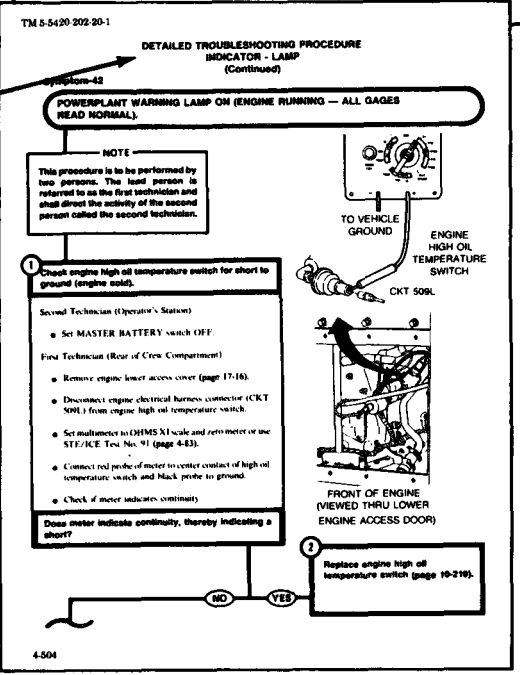 TM 5-5420-202-20-1
DETAILED TROUBLESHOOTING PROCEDURE
INDICATOR - LAMP
(Continued)
Symptom-42
POWERPLANT WARNING LAMP ON (ENGINE RUNNING — ALL GAGES
READ NORMAL).
NOTE
This procedure is to be performed by
two persons. The lead person is
referred to as the first technician and
shall direct the activity of the second
person called the second technician.
1
Check engine high oil temperature switch for short to
ground (engine cold).
Second Technician (Operator's Station)
● Set MASTER BATTERY switch OFF.
First Technician (Rear of Crew Compartment)
● Remove engine lower access cover (page 17-16).
● Disconnect engine electrical harness connector (CKT
509L) from engine high oil temperature switch.
● Set multimeter to OHMS X1 scale and zero meter or use
STE/ICE Test No. 91 (page 4-83).
● Connect red probe of meter to center contact of high oil
temperature switch and black probe to ground.
● Check if meter indicates continuity
Does meter indicate continuity, thereby indicating a
short?
TO VEHICLE
GROUND
ENGINE
HIGH OIL
TEMPERATURE
SWITCH
CKT 509L
FRONT OF ENGINE
(VIEWED THRU LOWER
ENGINE ACCESS DOOR)
2
Replace engine high oil
temperature switch (page 10-219).
NO
YES
4-504